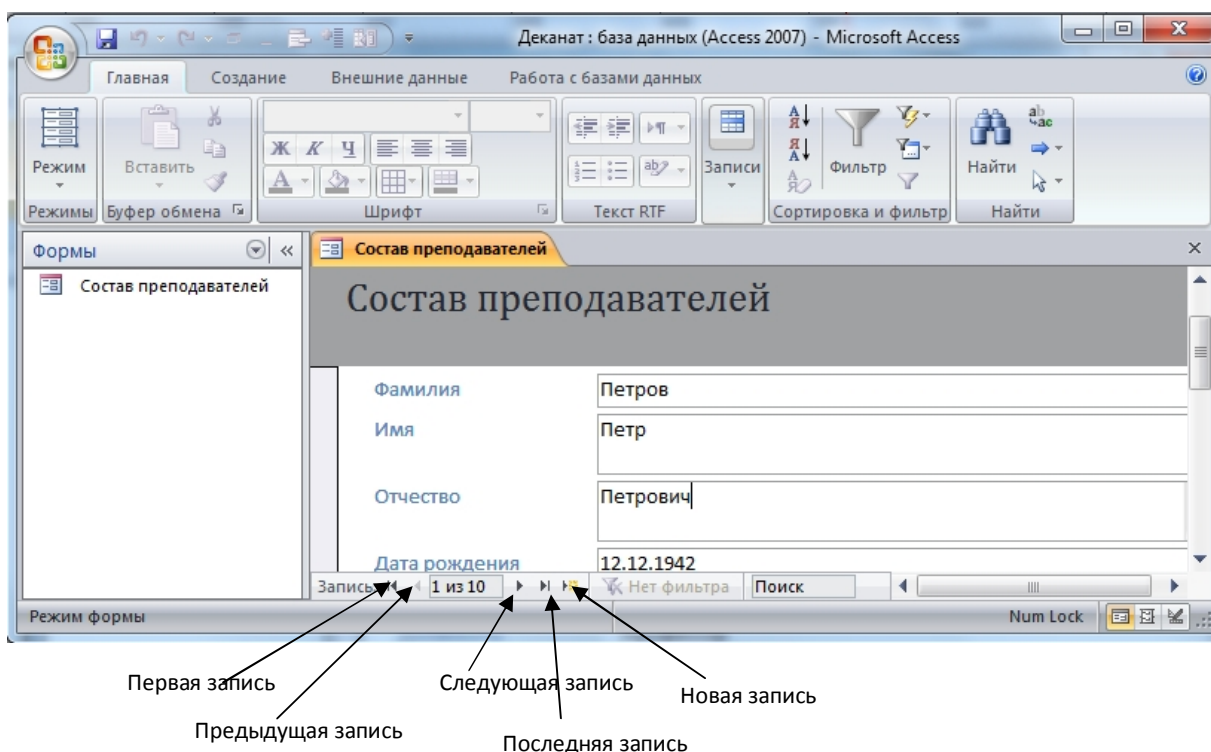 Деканат : база данных (Access 2007) - Microsoft Access
Главная Создание Внешние данные Работа с базами данных
Режим
Вставить
Ж К Ч
А
ab
Записи
А Я
Я А
А Я
Фильтр
Найти
ab ac
Режимы Буфер обмена Шрифт Текст RTF Сортировка и фильтр Найти
Формы
Состав преподавателей
Состав преподавателей
Состав преподавателей
Фамилия Петров
Имя Петр
Отчество Петрович
Дата рождения 12.12.1942
Запись 1 из 10 Нет фильтра Поиск
Режим формы Num Lock
Первая запись
Следующая запись
Новая запись
Предыдущая запись
Последняя запись